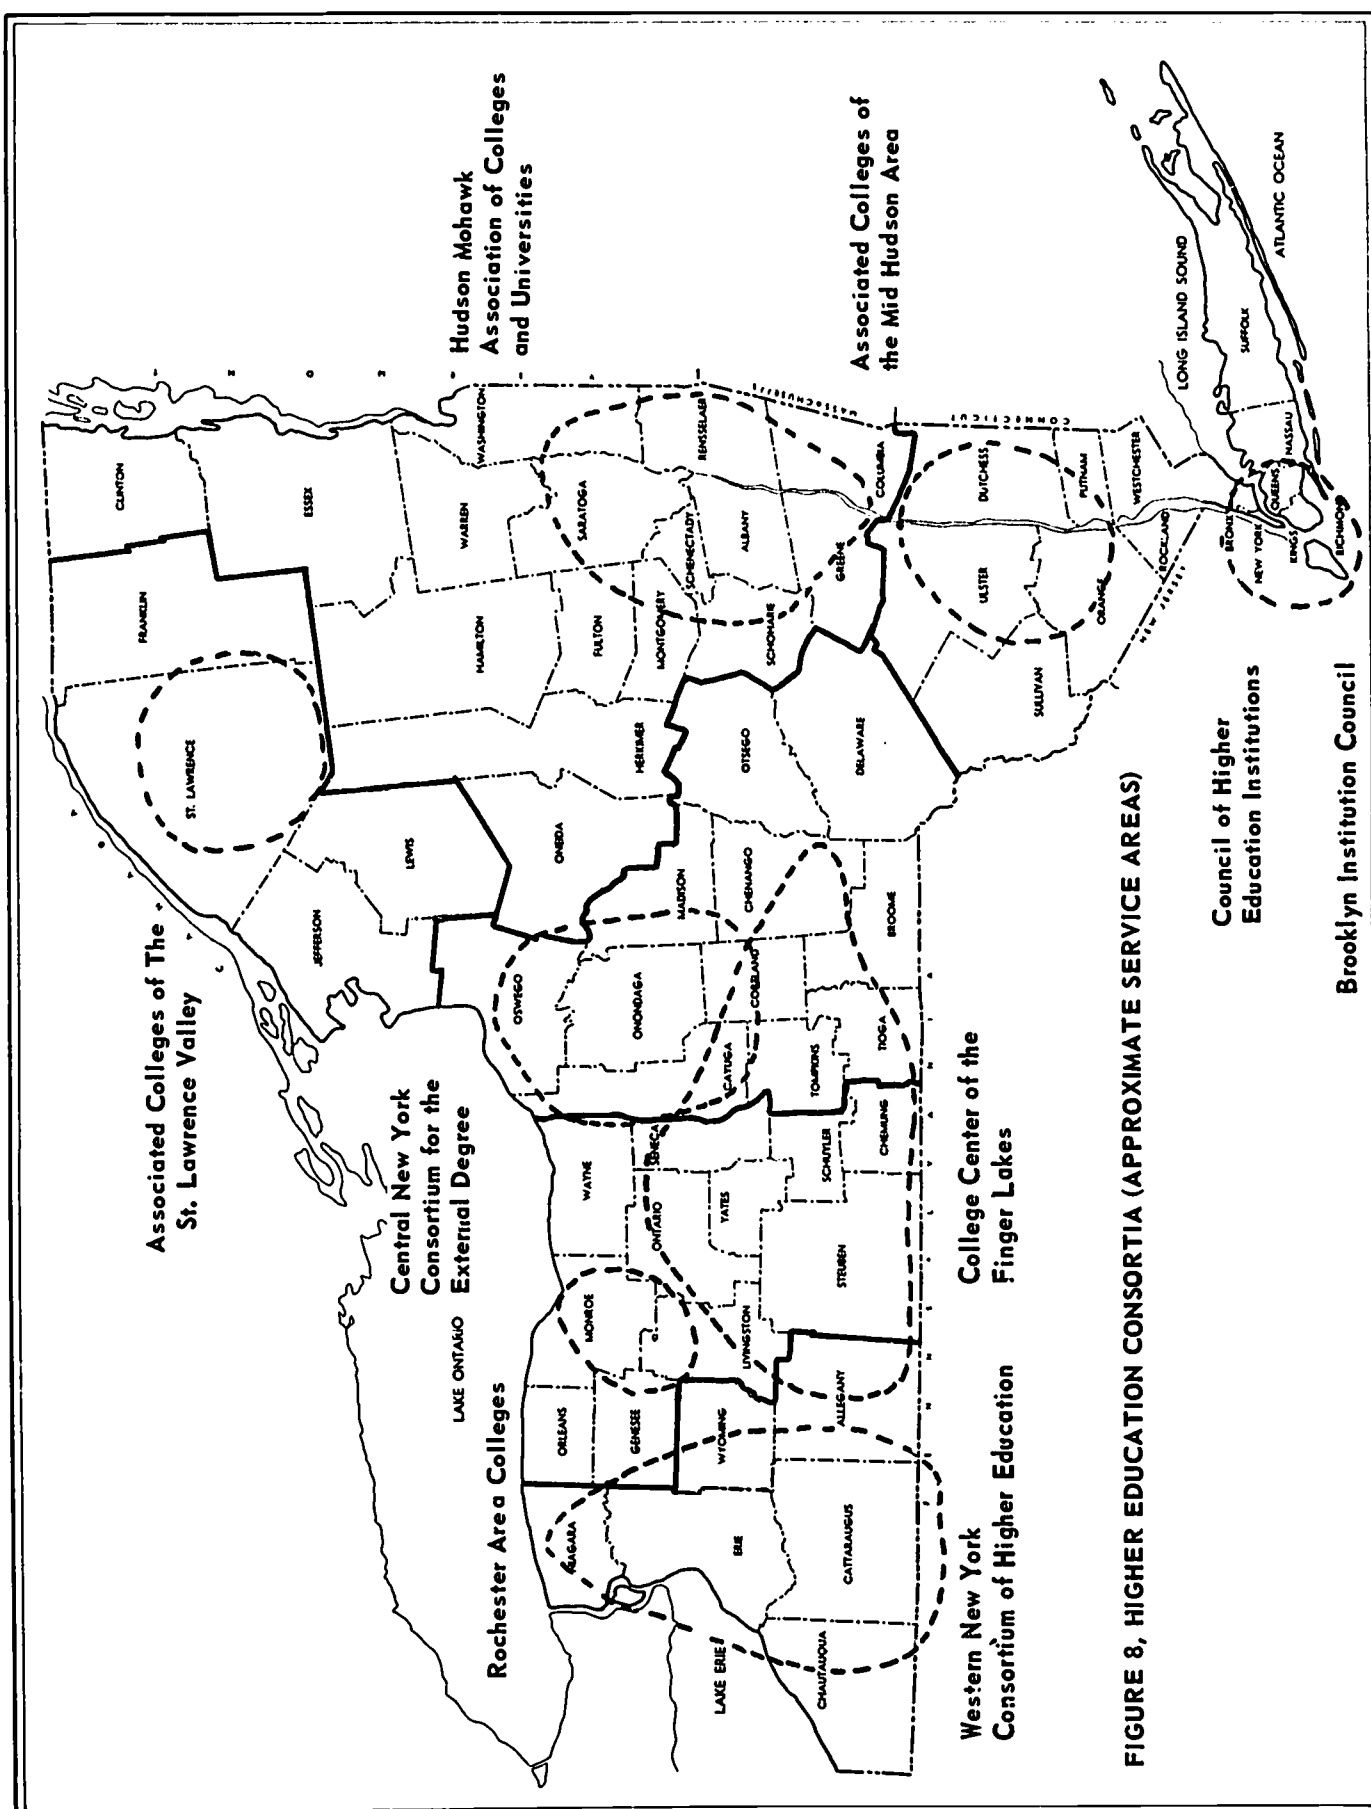 Associated Colleges of The
St. Lawrence Valley
Central New York
Consortium for the
External Degree
LAKE ONTARIO
Rochester Area Colleges
Hudson Mohawk
Association of Colleges
and Universities
Associated Colleges of
the Mid Hudson Area
College Center of the
Finger Lakes
Western New York
Consortium of Higher Education
Council of Higher
Education Institutions
Brooklyn Institution Council
CLINTON
FRANKLIN
ST. LAWRENCE
ESSEX
JEFFERSON
LEWIS
HAMILTON
WARREN
WASHINGTON
HERKIMER
ONEIDA
OSWEGO
FULTON
SARATOGA
MONTGOMERY
SCHENECTADY
RENSSELAER
ALBANY
SCHOHARIE
OTSEGO
MADISON
ONONDAGA
CAYUGA
SENECA
WAYNE
ONTARIO
YATES
MONROE
LIVINGSTON
ORLEANS
GENESEE
WYOMING
NIAGARA
ERIE
LAKE ERIE
CHAUTAUQUA
CATTARAUGUS
ALLEGANY
STEUBEN
SCHUYLER
CHEMUNG
TOMPKINS
TIOGA
CORTLAND
CHENANGO
BROOME
DELAWARE
GREENE
COLUMBIA
MASSACHUSETTS
CONNECTICUT
ULSTER
DUTCHESS
SULLIVAN
ORANGE
PUTNAM
WESTCHESTER
ROCKLAND
NEW JERSEY
BRONX
NEW YORK
QUEENS
KINGS
RICHMOND
NASSAU
SUFFOLK
LONG ISLAND SOUND
ATLANTIC OCEAN
FIGURE 8, HIGHER EDUCATION CONSORTIA (APPROXIMATE SERVICE AREAS)